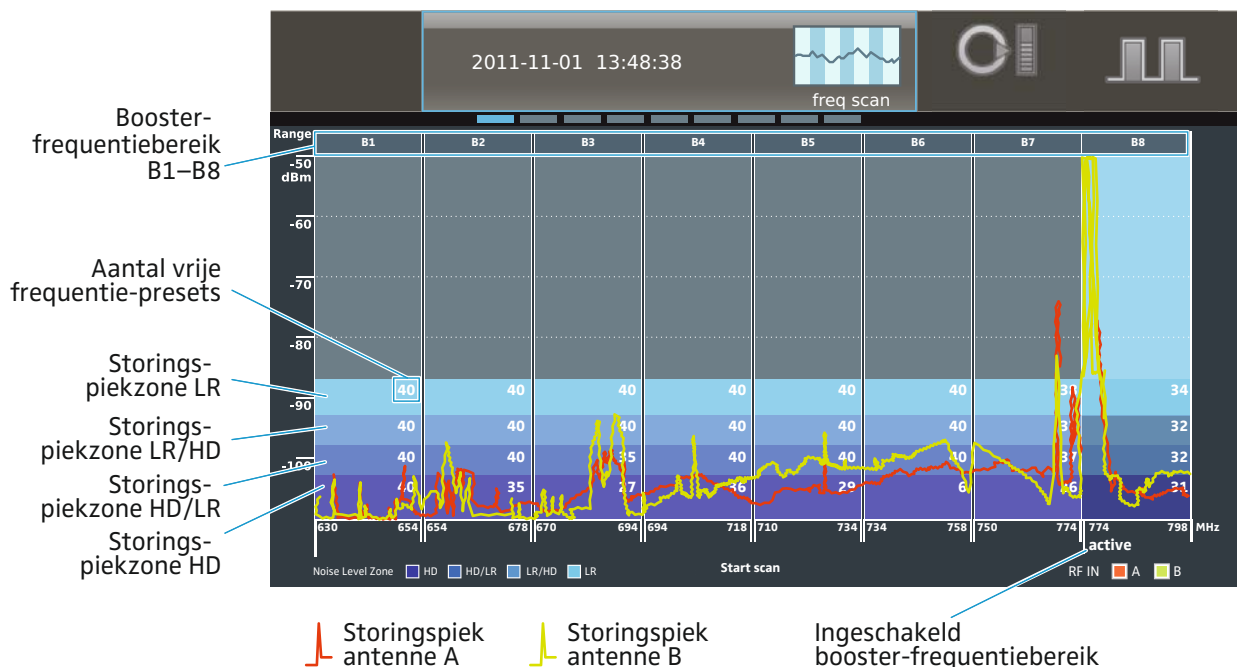 2011-11-01 13:48:38
freq scan
Booster-
frequentiebereik
B1–B8
Range
B1 B2 B3 B4 B5 B6 B7 B8
-50
dBm
-60
-70
-80
-90
-100
Aantal vrije
frequentie-presets
Storings-
piekzone LR
Storings-
piekzone LR/HD
Storings-
piekzone HD/LR
Storings-
piekzone HD
40 40 40 40 40 40 34
40 40 40 40 40 40 32
40 40 35 40 40 40 37 32
40 35 36 29 6 31
630 654 654 678 670 694 694 718 710 734 734 758 750 774 774 798 MHz
active
Noise Level Zone HD HD/LR LR/HD LR
Start scan
RF IN A B
Storingspiek
antenne A
Storingspiek
antenne B
Ingeschakeld
booster-frequentiebereik